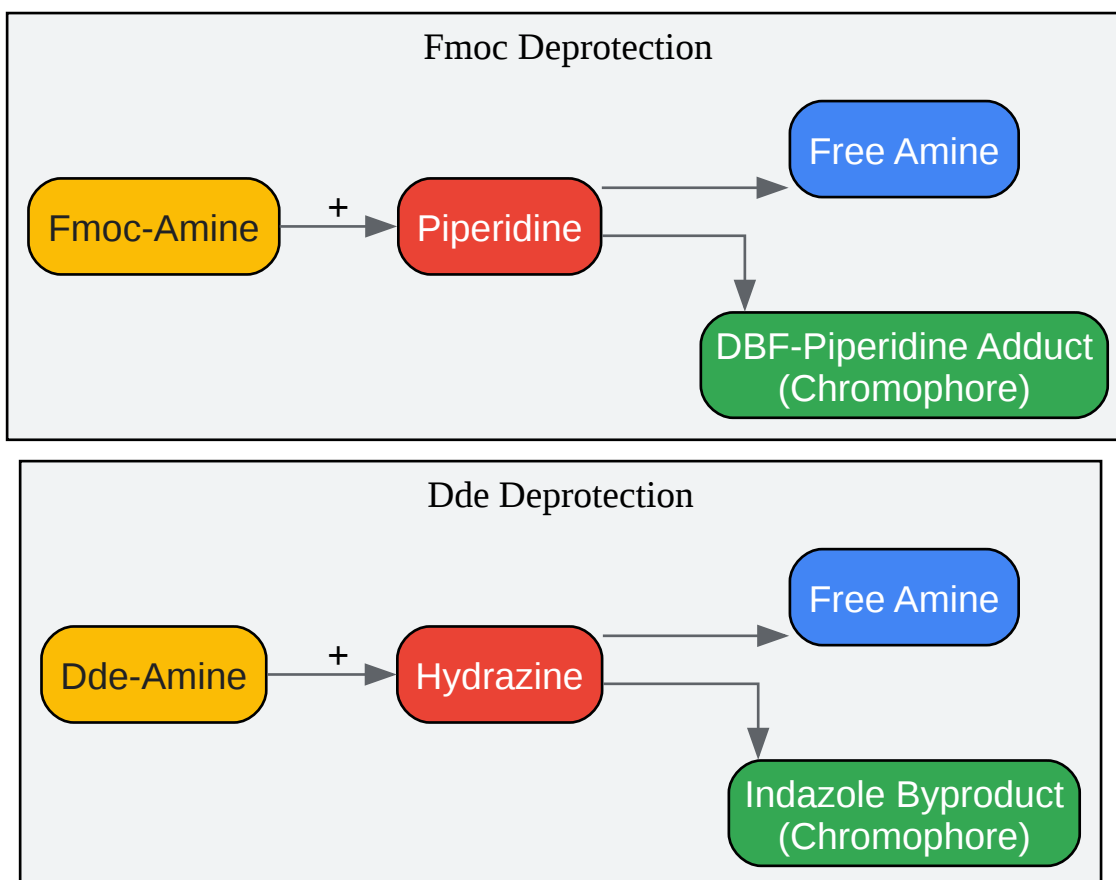 Fmoc Deprotection
Free Amine
Fmoc-Amine
+
Piperidine
DBF-Piperidine Adduct
(Chromophore)
Dde Deprotection
Free Amine
Dde-Amine
+
Hydrazine
Indazole Byproduct
(Chromophore)